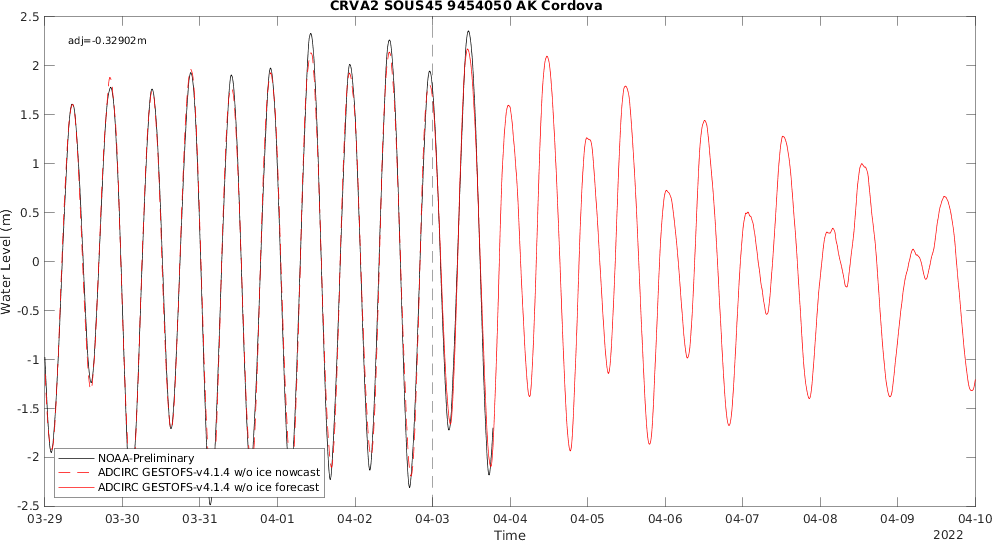 CRVA2 SOUS45 9454050 AK Cordova
adj=-0.32902m
2.5
2
1.5
1
0.5
0
-0.5
-1
-1.5
-2
-2.5
Water Level (m)
NOAA-Preliminary
ADCIRC GESTOFS-v4.1.4 w/o ice nowcast
ADCIRC GESTOFS-v4.1.4 w/o ice forecast
03-29 03-30 03-31 04-01 04-02 04-03 04-04 04-05 04-06 04-07 04-08 04-09 04-10
Time
2022